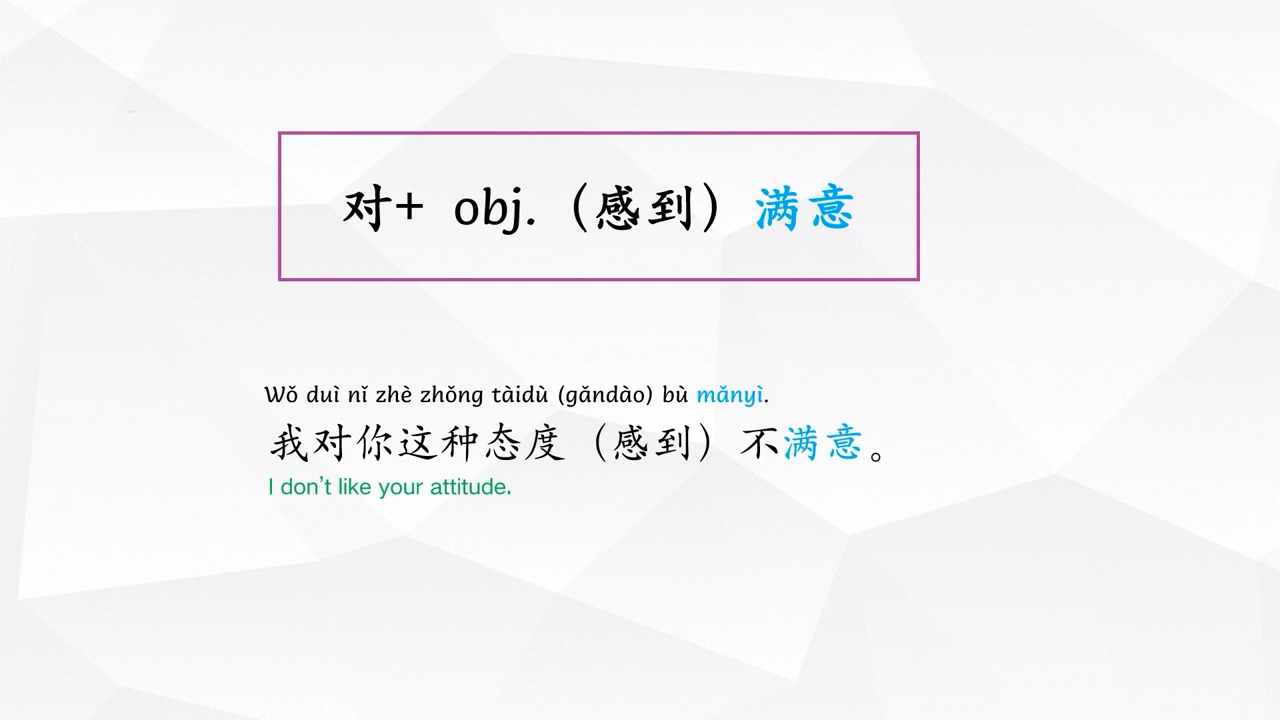 对+ obj.（感到）满意
Wǒ duì nǐ zhè zhǒng tàidù (gǎndào) bù mǎnyì.
我对你这种态度（感到）不满意。
I don't like your attitude.